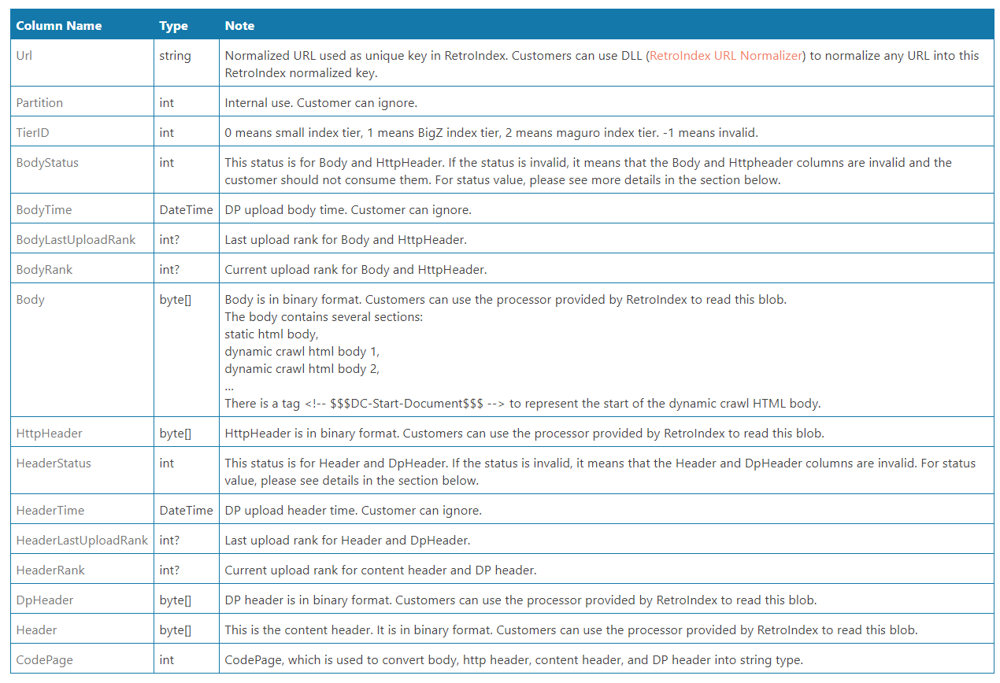 Column Name Type Note
Url string Normalized URL used as unique key in RetroIndex. Customers can use DLL (RetroIndex URL Normalizer) to normalize any URL into this
RetroIndex normalized key.
Partition int Internal use. Customer can ignore.
TierID int 0 means small index tier, 1 means BigZ index tier, 2 means maguro index tier. -1 means invalid.
BodyStatus int This status is for Body and HttpHeader. If the status is invalid, it means that the Body and Httpheader columns are invalid and the
customer should not consume them. For status value, please see more details in the section below.
BodyTime DateTime DP upload body time. Customer can ignore.
BodyLastUploadRank int? Last upload rank for Body and HttpHeader.
BodyRank int? Current upload rank for Body and HttpHeader.
Body byte[] Body is in binary format. Customers can use the processor provided by RetroIndex to read this blob.
The body contains several sections:
static html body,
dynamic crawl html body 1,
dynamic crawl html body 2,
...
There is a tag <!-- $$$DC-Start-Document$$$ --> to represent the start of the dynamic crawl HTML body.
HttpHeader byte[] HttpHeader is in binary format. Customers can use the processor provided by RetroIndex to read this blob.
HeaderStatus int This status is for Header and DpHeader. If the status is invalid, it means that the Header and DpHeader columns are invalid. For status
value, please see details in the section below.
HeaderTime DateTime DP upload header time. Customer can ignore.
HeaderLastUploadRank int? Last upload rank for Header and DpHeader.
HeaderRank int? Current upload rank for content header and DP header.
DpHeader byte[] DP header is in binary format. Customers can use the processor provided by RetroIndex to read this blob.
Header byte[] This is the content header. It is in binary format. Customers can use the processor provided by RetroIndex to read this blob.
CodePage int CodePage, which is used to convert body, http header, content header, and DP header into string type.